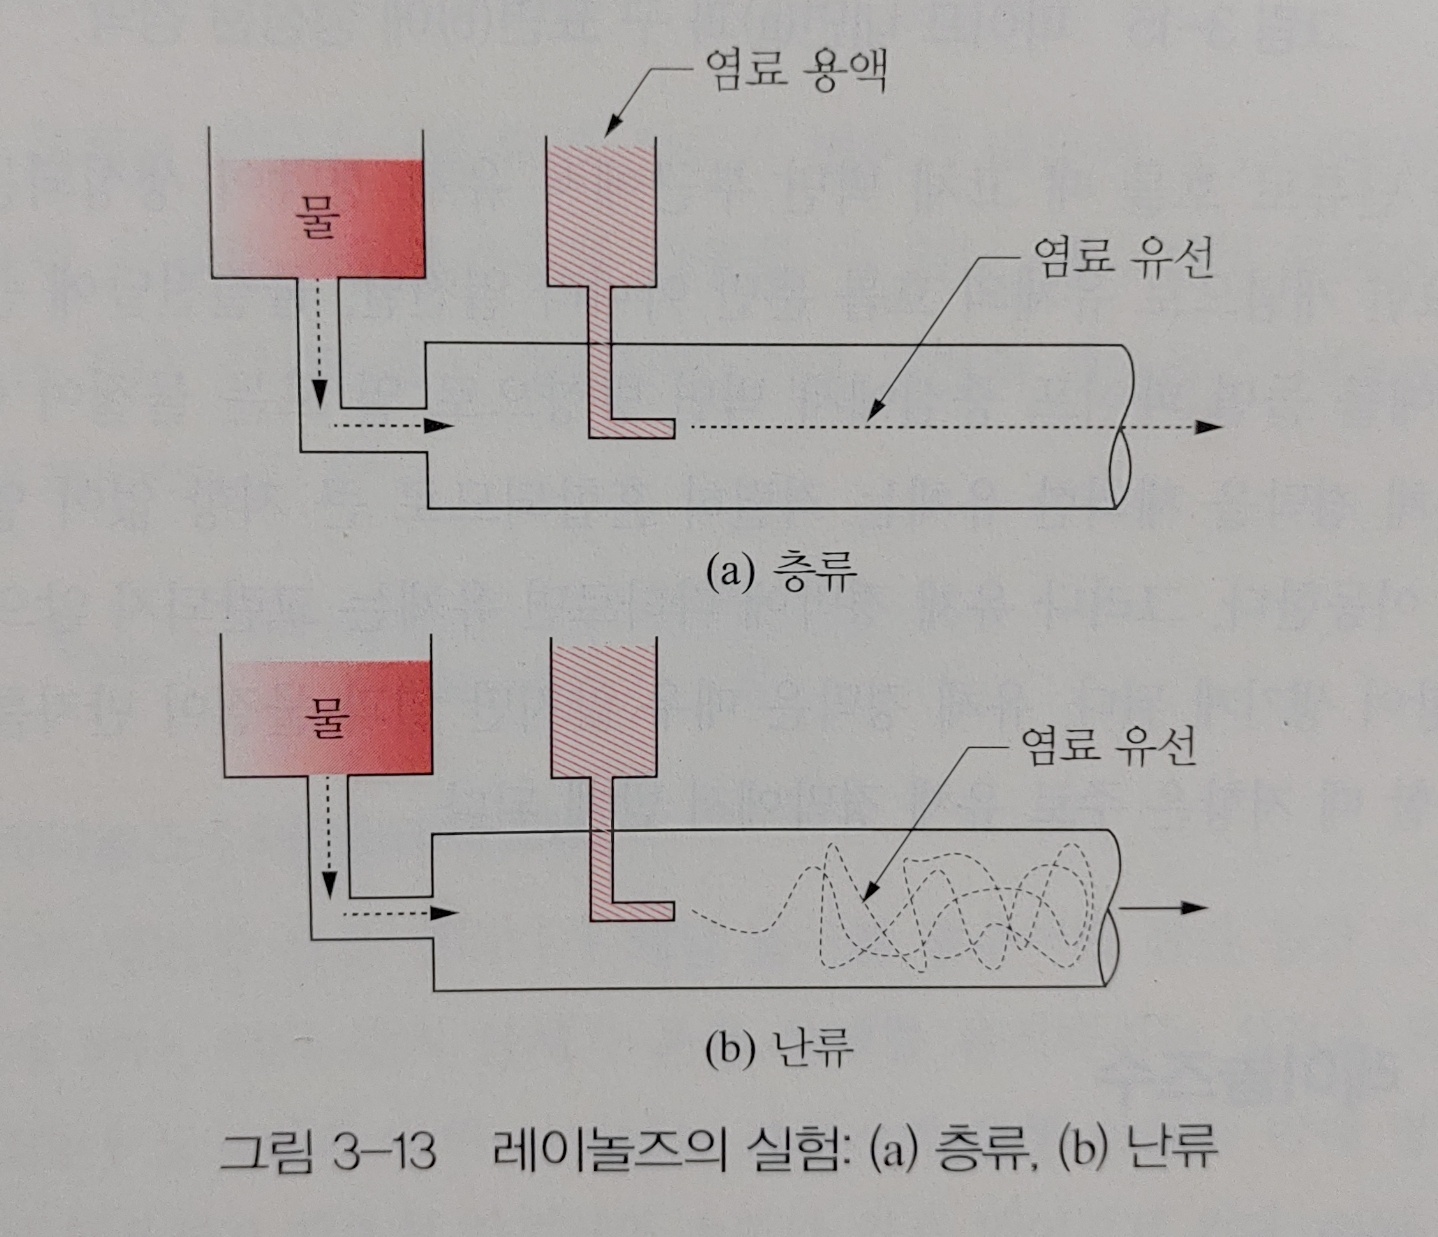 염료 용액
물
염료 유선
(a) 층류
물
염료 유선
(b) 난류
그림 3-13 레이놀즈의 실험: (a) 층류, (b) 난류